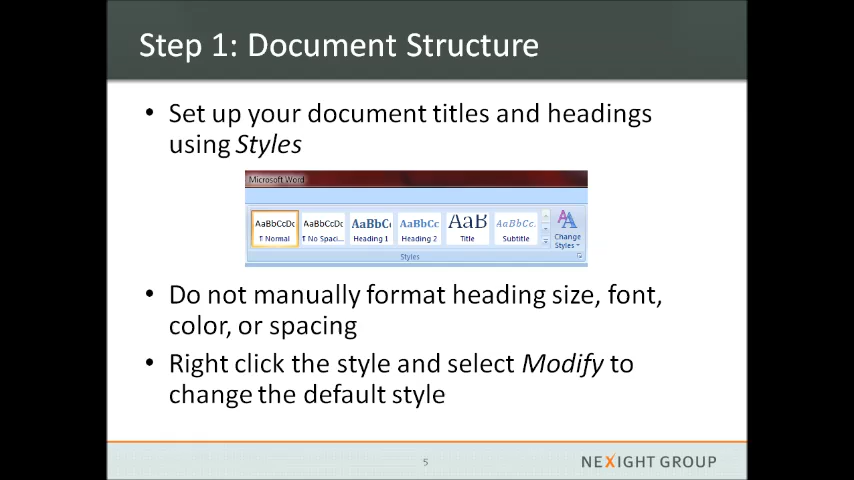 Step 1: Document Structure
• Set up your document titles and headings
using Styles
Microsoft Word
AaBbCcDc AaBbCcDc AaBbC AaBbCc AaB AaBbCc.
¶ Normal ¶ No Spaci... Heading 1 Heading 2 Title Subtitle
Change
Styles
Styles
• Do not manually format heading size, font,
color, or spacing
• Right click the style and select Modify to
change the default style
5
NEXIGHT GROUP